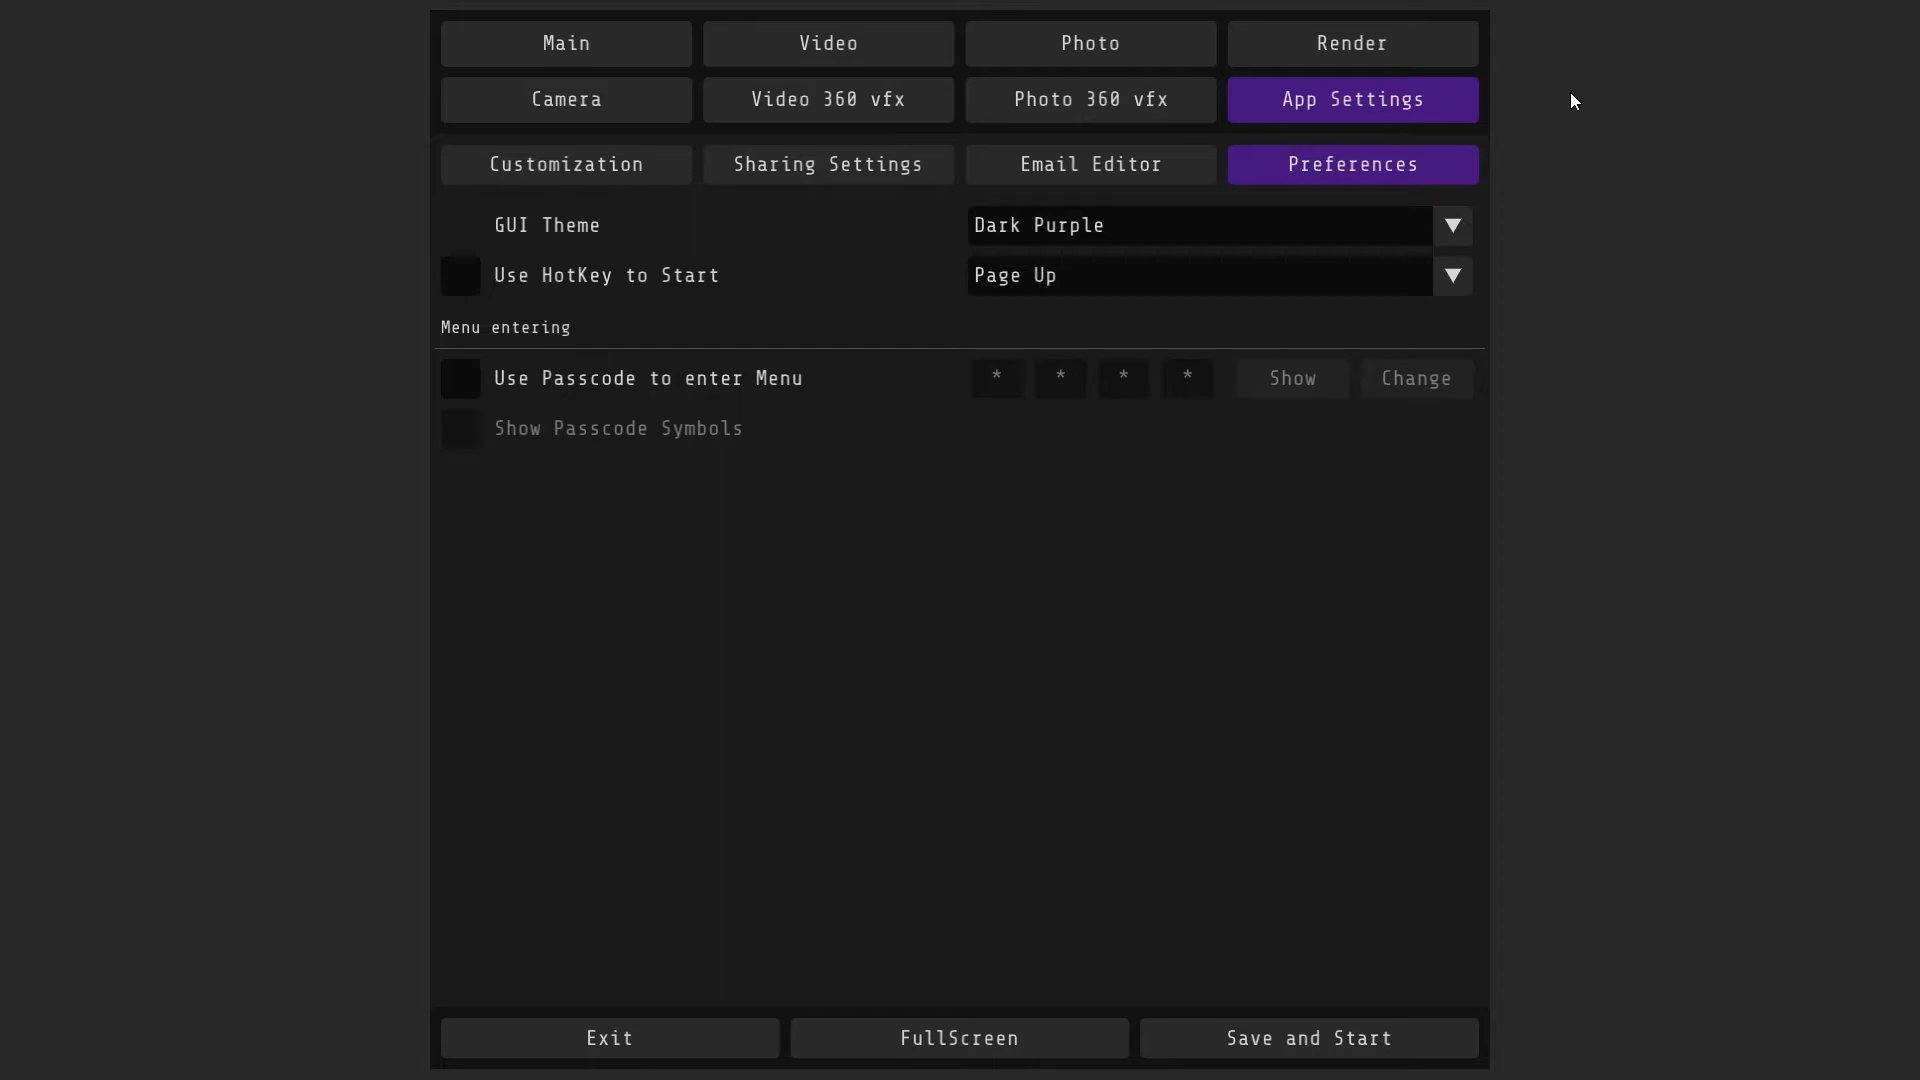 Main Video Photo Render
Camera Video 360 vfx Photo 360 vfx App Settings
Customization Sharing Settings Email Editor Preferences
GUI Theme Dark Purple
Use HotKey to Start Page Up
Menu entering
Use Passcode to enter Menu * * * * Show Change
Show Passcode Symbols
Exit FullScreen Save and Start